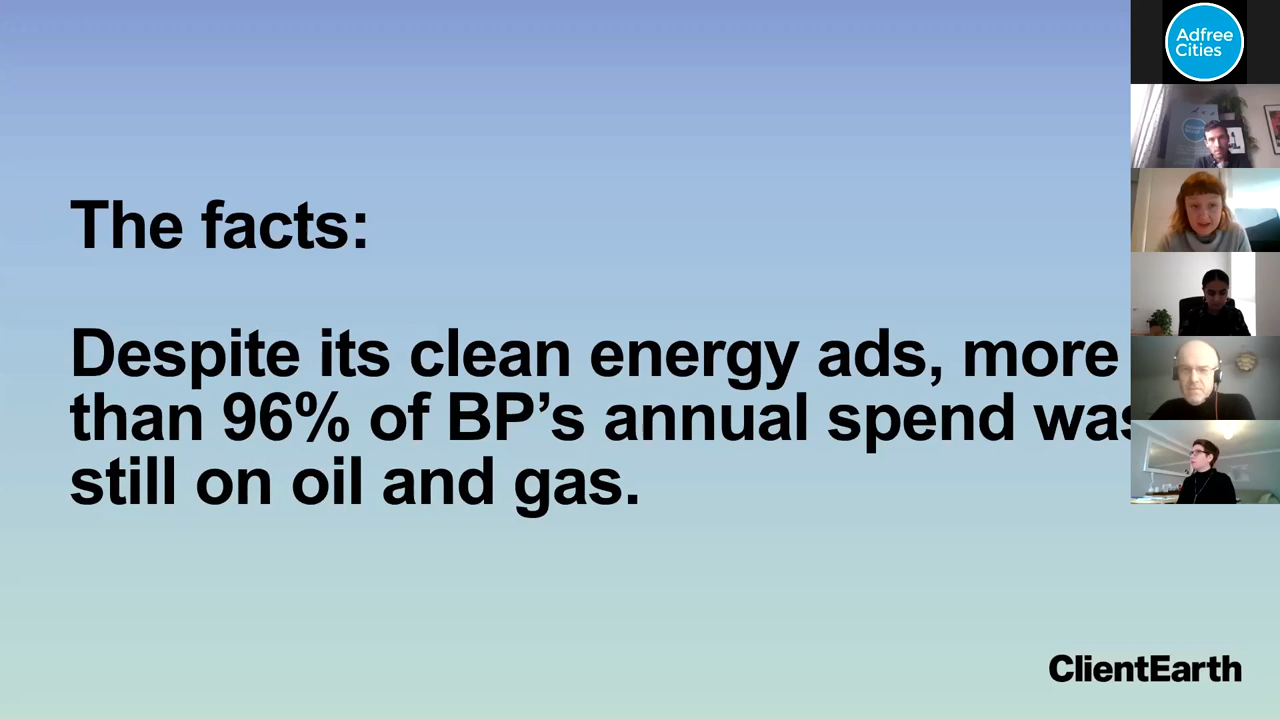 The facts:
Despite its clean energy ads, more
than 96% of BP’s annual spend was
still on oil and gas.
ClientEarth
Adfree
Cities